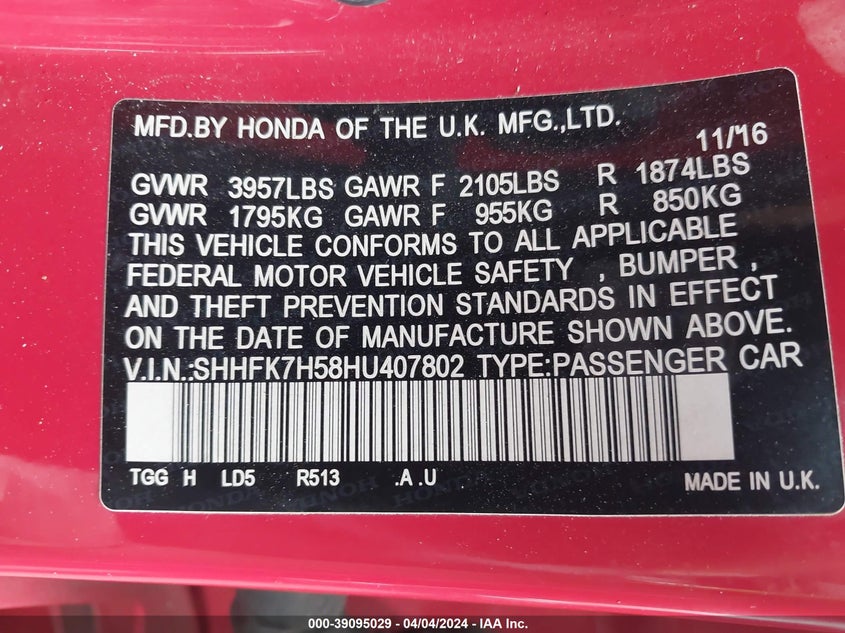 MFD.BY HONDA OF THE U.K. MFG.,LTD. 11/'16
GVWR 3957LBS GAWR F 2105LBS R 1874LBS
GVWR 1795KG GAWR F 955KG R 850KG
THIS VEHICLE CONFORMS TO ALL APPLICABLE
FEDERAL MOTOR VEHICLE SAFETY , BUMPER ,
AND THEFT PREVENTION STANDARDS IN EFFECT
ON THE DATE OF MANUFACTURE SHOWN ABOVE.
V.I.N.:SHHFK7H58HU407802 TYPE:PASSENGER CAR
TGG H LD5 R513 .A .U MADE IN U.K.
000-39095029 - 04/04/2024 - IAA Inc.